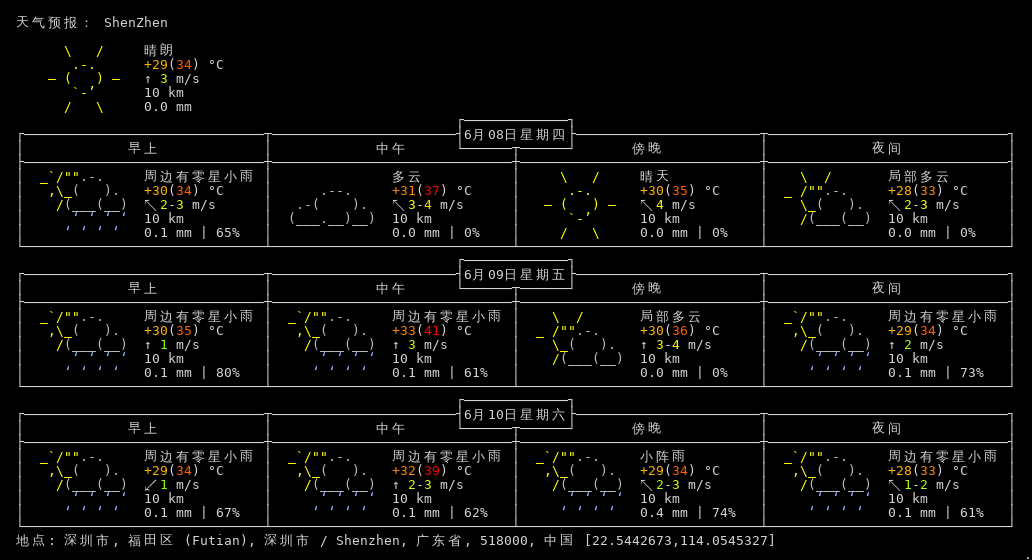 天气预报： ShenZhen
晴朗
+29(34) °C
↑ 3 m/s
10 km
0.0 mm
6月08日星期四
早上 中午 傍晚 夜间
周边有零星小雨 多云 晴天 局部多云
+30(34) °C +31(37) °C +30(35) °C +28(33) °C
↖2-3 m/s ↖3-4 m/s ↖4 m/s ↖2-3 m/s
10 km 10 km 10 km 10 km
0.1 mm | 65% 0.0 mm | 0% 0.0 mm | 0% 0.0 mm | 0%
6月09日星期五
早上 中午 傍晚 夜间
周边有零星小雨 周边有零星小雨 局部多云 周边有零星小雨
+30(35) °C +33(41) °C +30(36) °C +29(34) °C
↑ 1 m/s ↑ 3 m/s ↑ 3-4 m/s ↑ 2 m/s
10 km 10 km 10 km 10 km
0.1 mm | 80% 0.1 mm | 61% 0.0 mm | 0% 0.1 mm | 73%
6月10日星期六
早上 中午 傍晚 夜间
周边有零星小雨 周边有零星小雨 小阵雨 周边有零星小雨
+29(34) °C +32(39) °C +29(34) °C +28(33) °C
↙1 m/s ↑ 2-3 m/s ↖2-3 m/s ↖1-2 m/s
10 km 10 km 10 km 10 km
0.1 mm | 67% 0.1 mm | 62% 0.4 mm | 74% 0.1 mm | 61%
地点: 深圳市, 福田区 (Futian), 深圳市 / Shenzhen, 广东省, 518000, 中国 [22.5442673,114.0545327]